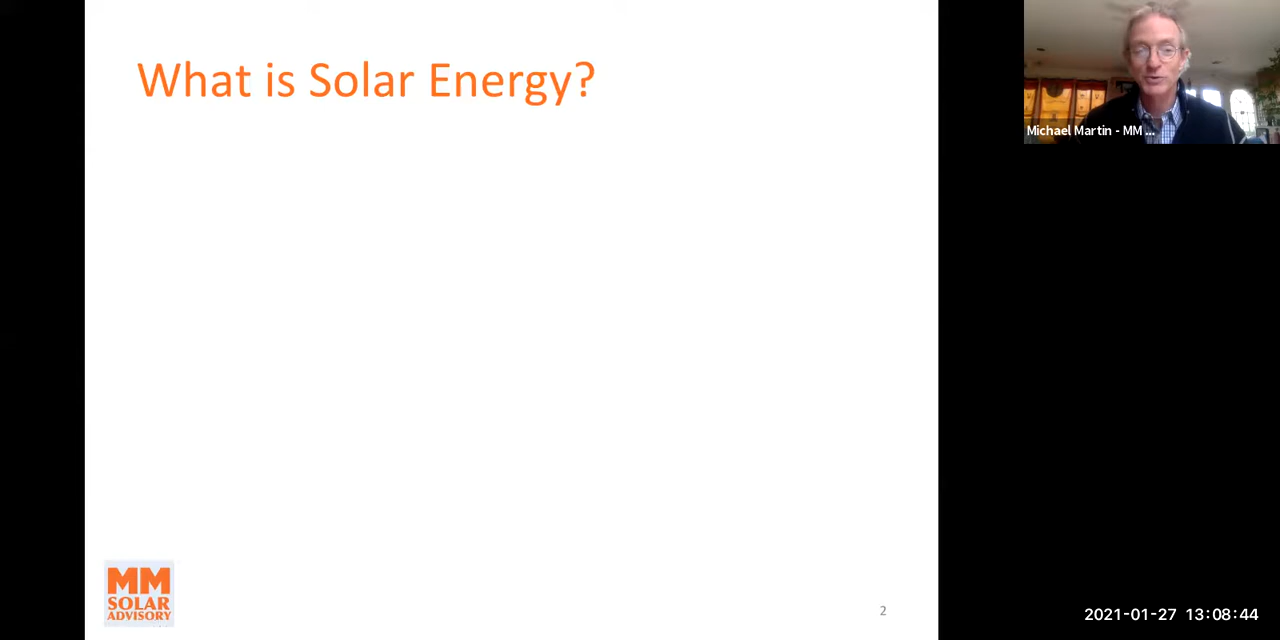 What is Solar Energy?
Michael Martin - MM ...
MM
SOLAR
ADVISORY
2
2021-01-27 13:08:44